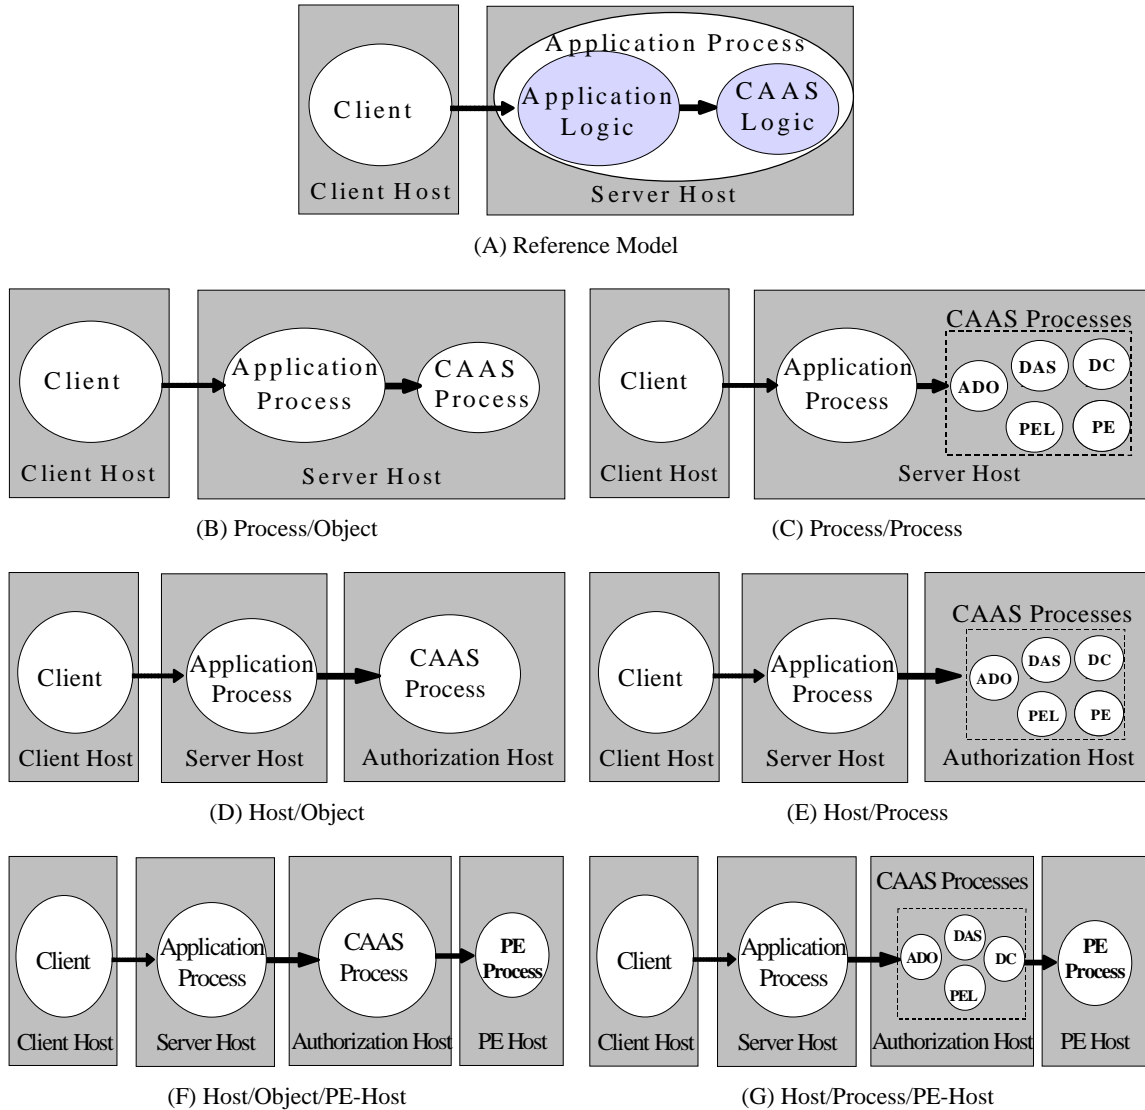 Application Process
Client
Application
Logic
CAAS
Logic
Client Host
Server Host
(A) Reference Model
Client
Application
Process
CAAS
Process
Client Host
Server Host
(B) Process/Object
CAAS Processes
Client
Application
Process
ADO
DAS
DC
PEL
PE
Client Host
Server Host
(C) Process/Process
Client
Application
Process
CAAS
Process
Client Host
Server Host
Authorization Host
(D) Host/Object
CAAS Processes
Client
Application
Process
ADO
DAS
DC
PEL
PE
Client Host
Server Host
Authorization Host
(E) Host/Process
Client
Application
Process
CAAS
Process
PE
Process
Client Host
Server Host
Authorization Host
PE Host
(F) Host/Object/PE-Host
CAAS Processes
Client
Application
Process
ADO
DAS
DC
PEL
PE
Process
Client Host
Server Host
Authorization Host
PE Host
(G) Host/Process/PE-Host